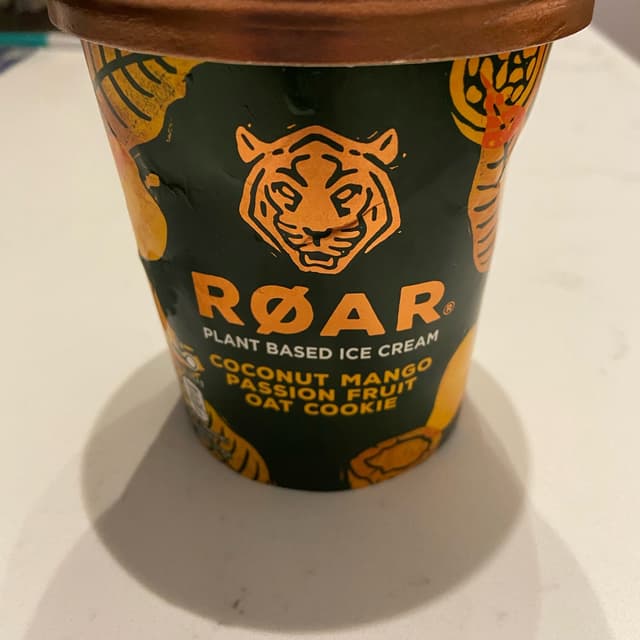 RØAR®
PLANT BASED ICE CREAM
COCONUT MANGO
PASSION FRUIT
OAT COOKIE